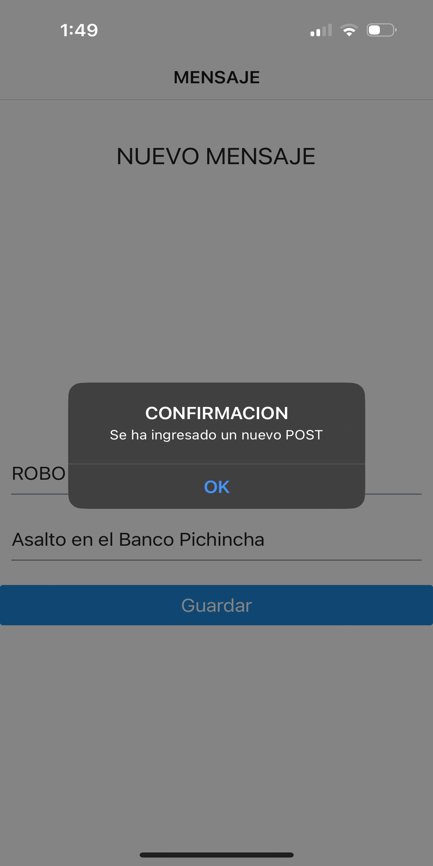 1:49
MENSAJE
NUEVO MENSAJE
CONFIRMACION
Se ha ingresado un nuevo POST
OK
ROBO
Asalto en el Banco Pichincha
Guardar